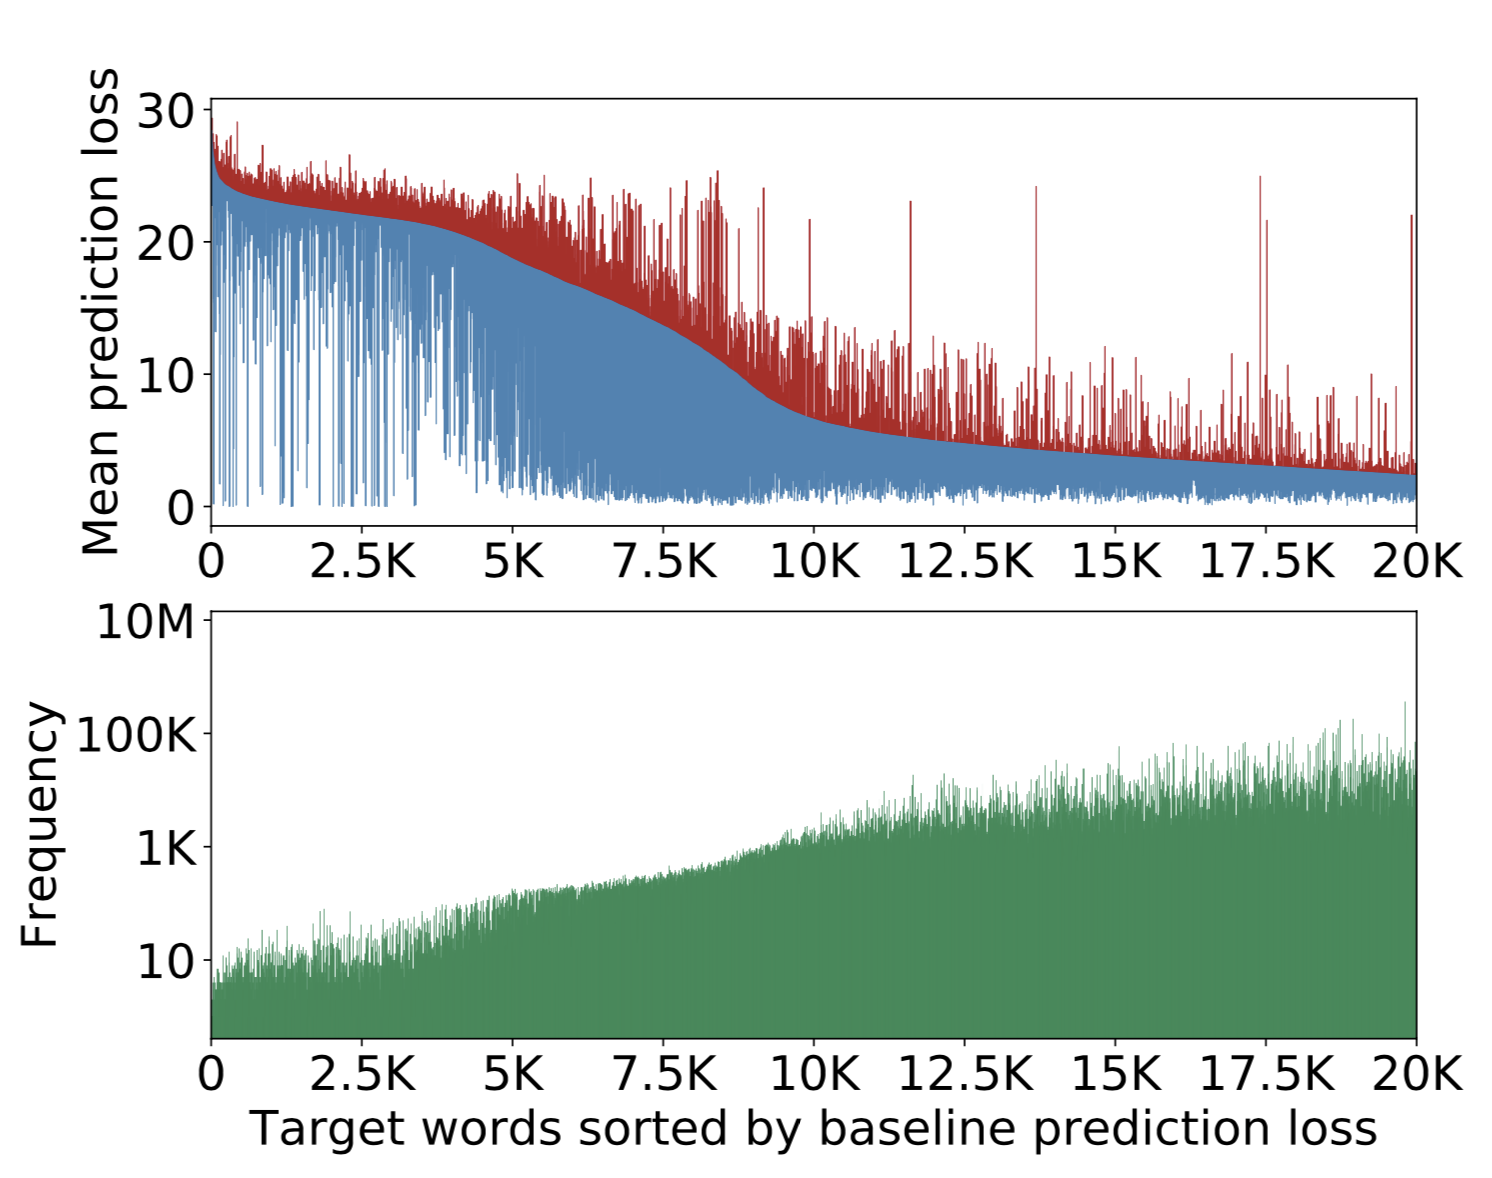 Mean prediction loss
30
20
10
0
0 2.5K 5K 7.5K 10K 12.5K 15K 17.5K 20K
Frequency
10M
100K
1K
10
0 2.5K 5K 7.5K 10K 12.5K 15K 17.5K 20K
Target words sorted by baseline prediction loss